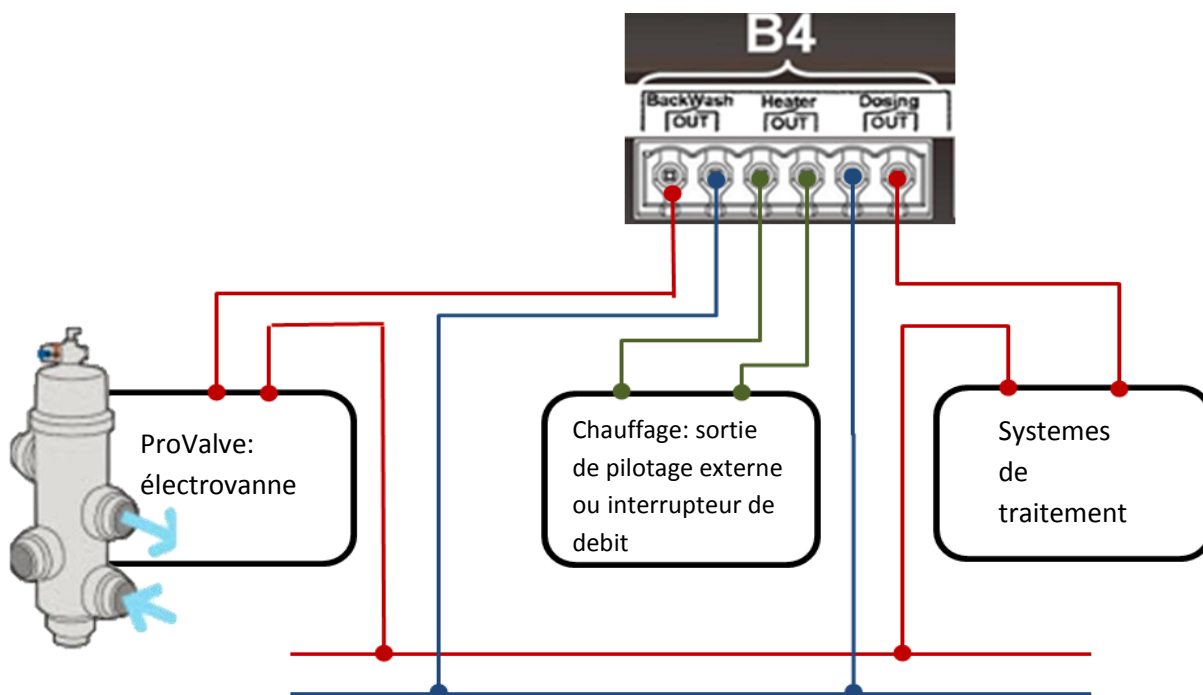 B4
BackWash Heater Dosing
OUT OUT OUT
ProValve:
électrovanne
Chauffage: sortie
de pilotage externe
ou interrupteur de
debit
Systemes
de
traitement